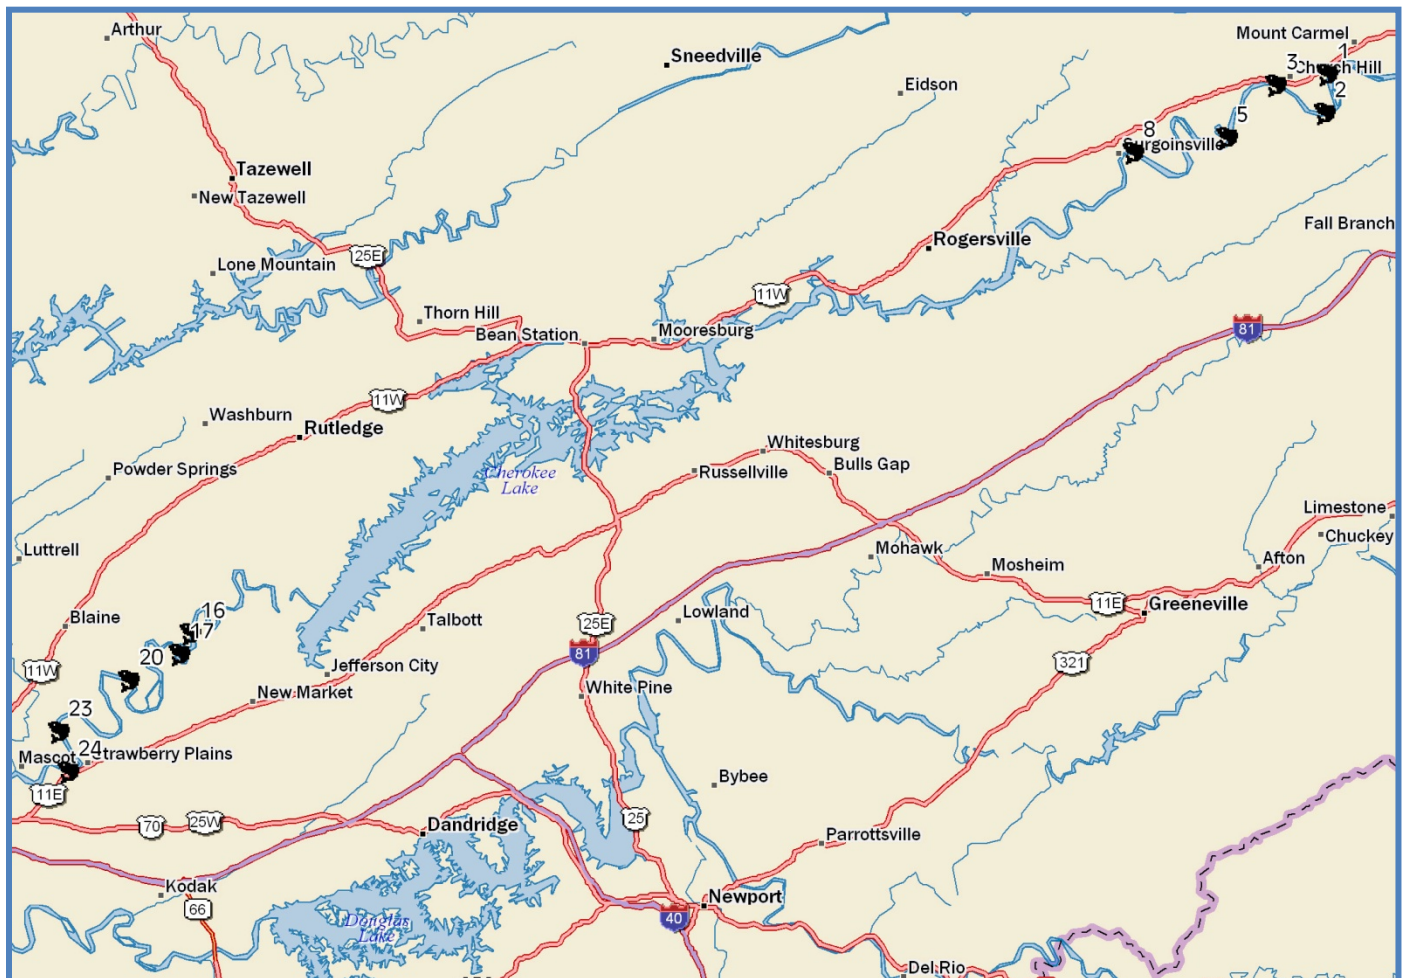 Arthur
Sneedville
Mount Carmel
1
3
Church Hill
Eidson
2
5
8
Surgoinsville
Tazewell
New Tazewell
Fall Branch
Rogersville
25E
Lone Mountain
11W
Thorn Hill
Bean Station
Mooresburg
81
11W
Washburn
Rutledge
Whitesburg
Powder Springs
Russellville
Bulls Gap
Cherokee
Lake
Limestone
Luttrell
Chuckey
Mohawk
Mosheim
Afton
Blaine
16
17
Talbott
25E
Lowland
11E
Greeneville
20
81
Jefferson City
321
11W
New Market
White Pine
23
Mascot
24
Strawberry Plains
Bybee
11E
70
25W
Dandridge
25
Parrottsville
Kodak
66
Newport
Douglas
Lake
40
Del Rio